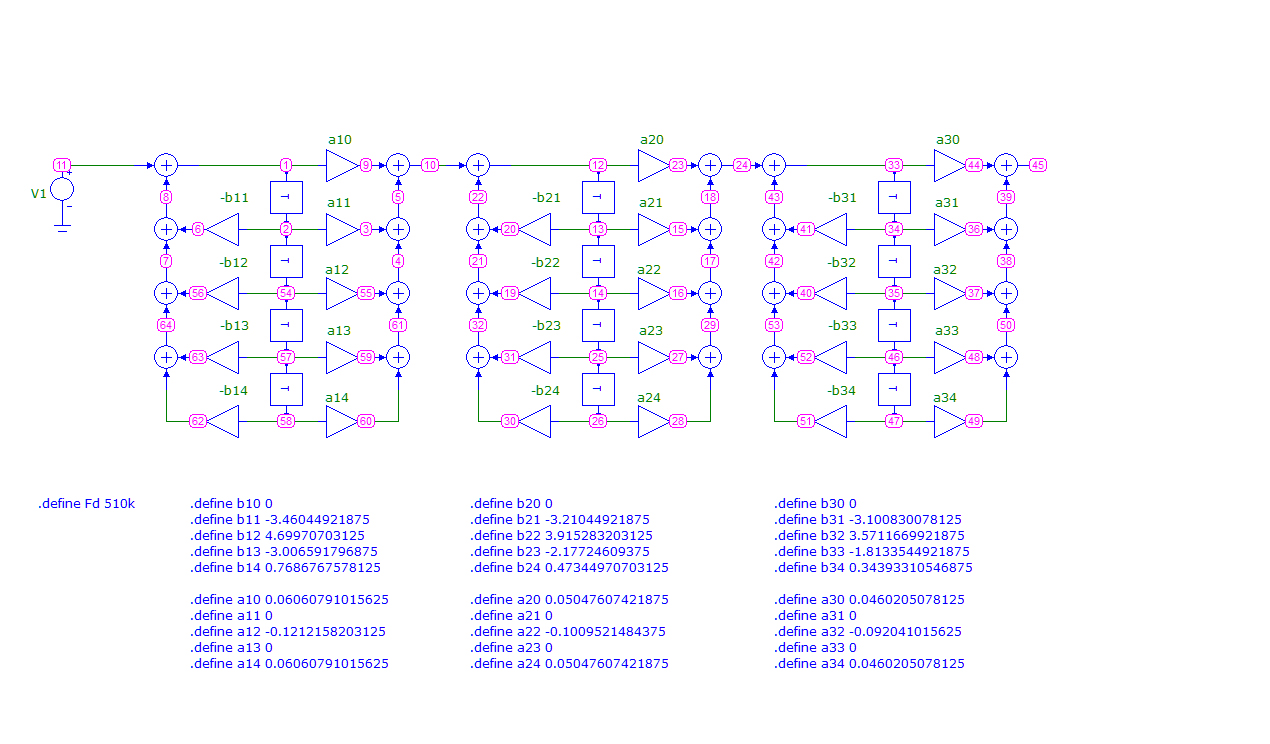 a10 a20 a30
11 1 9 10 12 23 24 33 44 45
+
V1
-
T T T
8 -b11 a11 5 22 -b21 a21 18 43 -b31 a31 39
6 2 3 20 13 15 41 34 36
T T T
7 -b12 a12 4 21 -b22 a22 17 42 -b32 a32 38
56 54 55 19 14 16 40 35 37
T T T
64 -b13 a13 61 32 -b23 a23 29 53 -b33 a33 50
63 57 59 31 25 27 52 46 48
T T T
-b14 a14 -b24 a24 -b34 a34
62 58 60 30 26 28 51 47 49
.define Fd 510k
.define b10 0
.define b11 -3.46044921875
.define b12 4.69970703125
.define b13 -3.006591796875
.define b14 0.7686767578125
.define a10 0.06060791015625
.define a11 0
.define a12 -0.1212158203125
.define a13 0
.define a14 0.06060791015625
.define b20 0
.define b21 -3.21044921875
.define b22 3.915283203125
.define b23 -2.17724609375
.define b24 0.47344970703125
.define a20 0.05047607421875
.define a21 0
.define a22 -0.1009521484375
.define a23 0
.define a24 0.05047607421875
.define b30 0
.define b31 -3.100830078125
.define b32 3.5711669921875
.define b33 -1.8133544921875
.define b34 0.34393310546875
.define a30 0.0460205078125
.define a31 0
.define a32 -0.092041015625
.define a33 0
.define a34 0.0460205078125